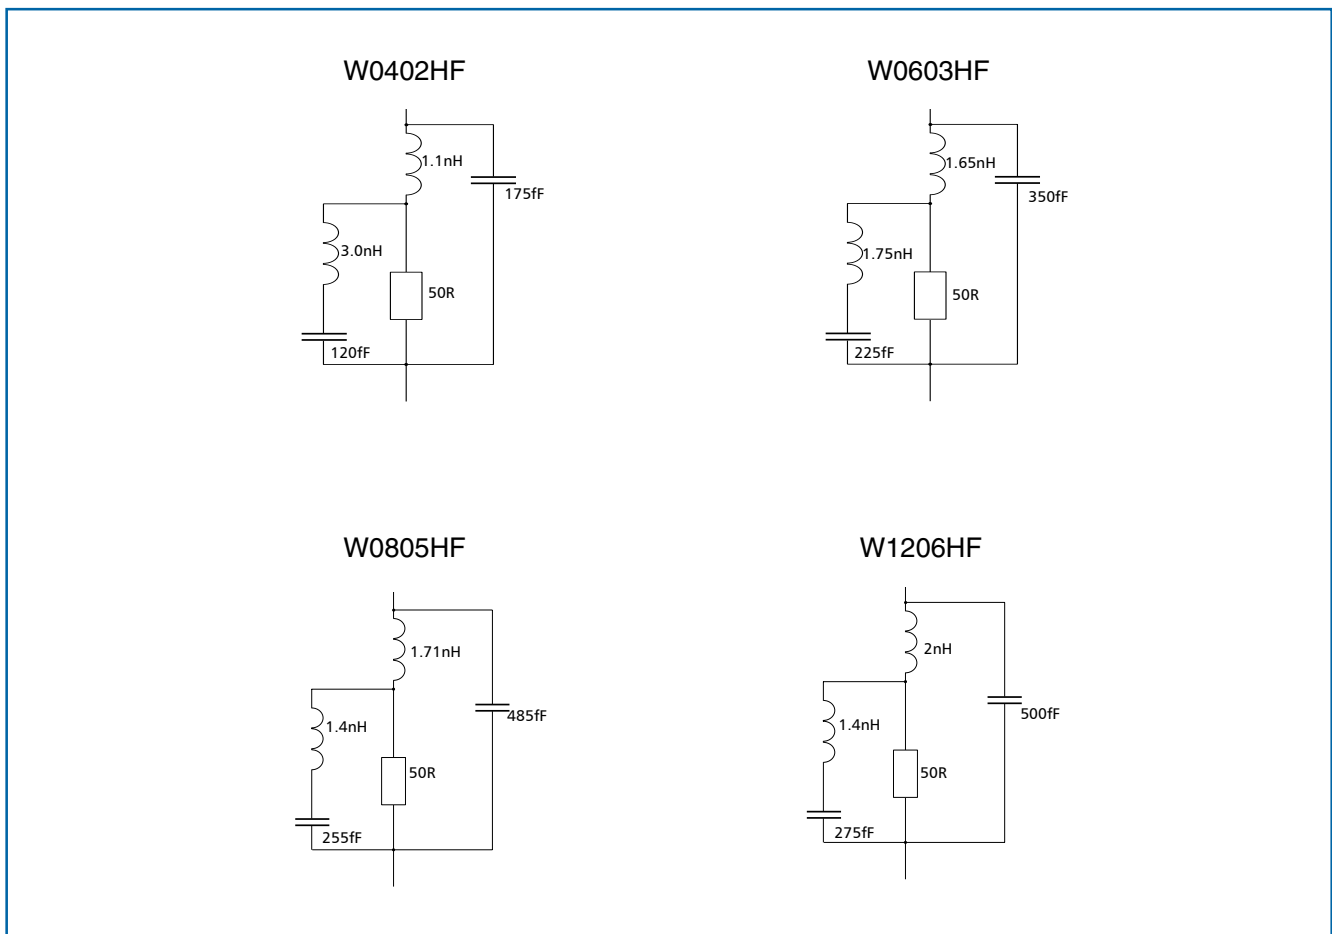 W0402HF
1.1nH
175fF
3.0nH
50R
120fF
W0603HF
1.65nH
350fF
1.75nH
50R
225fF
W0805HF
1.71nH
485fF
1.4nH
50R
255fF
W1206HF
2nH
500fF
1.4nH
50R
275fF